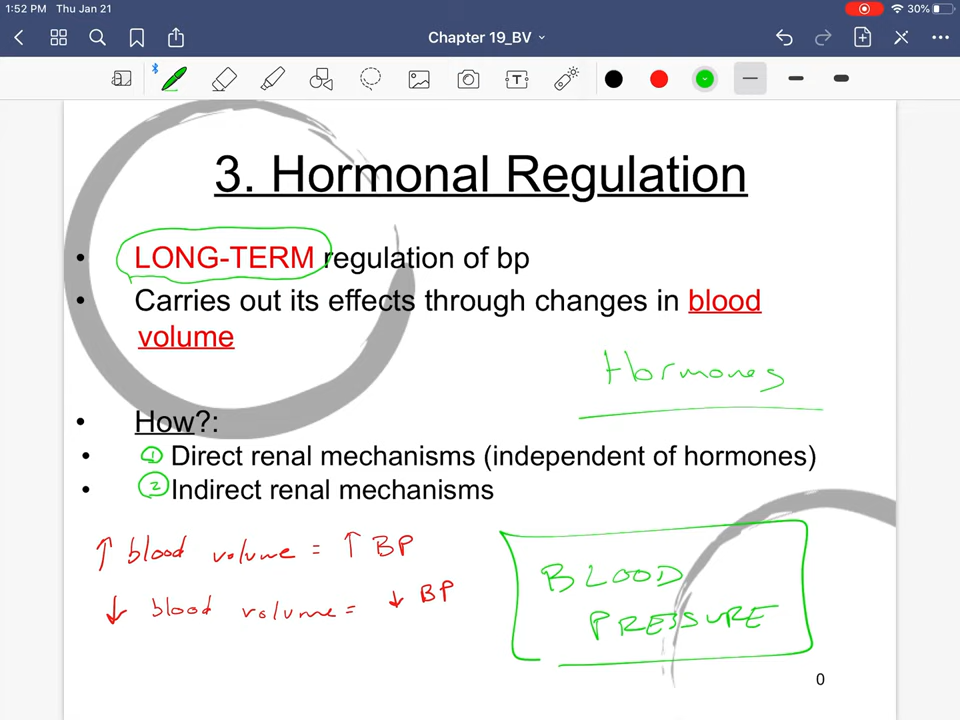 1:52 PM Thu Jan 21
30%
Chapter 19_BV
3. Hormonal Regulation
• LONG-TERM regulation of bp
• Carries out its effects through changes in blood
volume
Hormones
• How?:
• 1 Direct renal mechanisms (independent of hormones)
• 2 Indirect renal mechanisms
↑ blood volume = ↑ BP
↓ blood volume = ↓ BP
BLOOD
PRESSURE
0